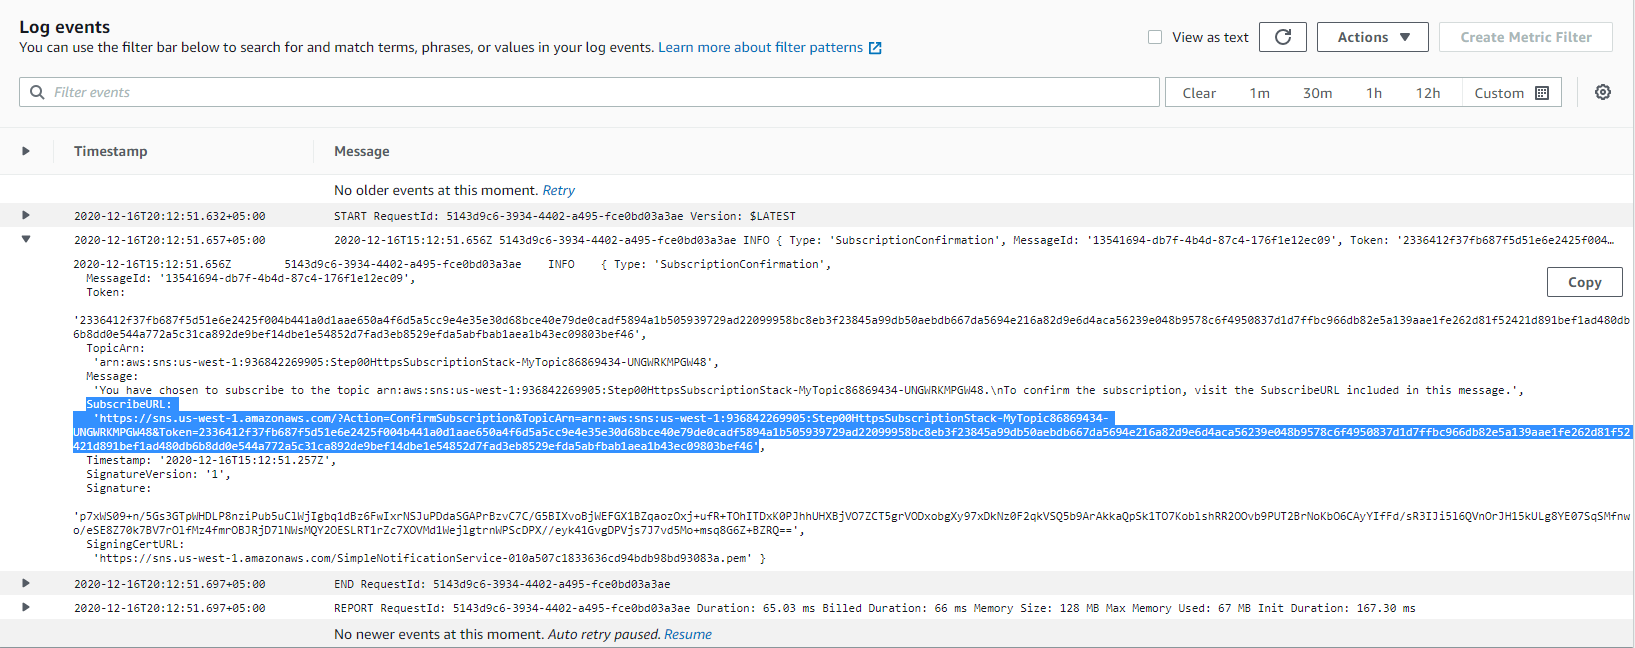 Log events
You can use the filter bar below to search for and match terms, phrases, or values in your log events. Learn more about filter patterns
View as text
Actions
Create Metric Filter
Filter events
Clear 1m 30m 1h 12h Custom
Timestamp Message
No older events at this moment. Retry
2020-12-16T20:12:51.632+05:00 START RequestId: 5143d9c6-3934-4402-a495-fce0bd03a3ae Version: $LATEST
2020-12-16T20:12:51.657+05:00 2020-12-16T15:12:51.656Z 5143d9c6-3934-4402-a495-fce0bd03a3ae INFO { Type: 'SubscriptionConfirmation', MessageId: '13541694-db7f-4b4d-87c4-176f1e12ec09', Token: '2336412f37fb687f5d51e6e2425f004…
2020-12-16T15:12:51.656Z 5143d9c6-3934-4402-a495-fce0bd03a3ae INFO { Type: 'SubscriptionConfirmation',
MessageId: '13541694-db7f-4b4d-87c4-176f1e12ec09',
Copy
Token:
'2336412f37fb687f5d51e6e2425f004b441a0d1aae650a4f6d5a5cc9e4e35e30d68bce40e79de0cadf5894a1b505939729ad22099958bc8eb3f23845a99db50aebdb667da5694e216a82d9e6d4aca56239e048b9578c6f4950837d1d7ffbc966db82e5a139aae1fe262d81f52421d891bef1ad480db
6b8dd0e544a772a5c31ca892de9bef14dbe1e54852d7fad3eb8529efda5abfbab1aea1b43ec09803bef46',
TopicArn:
'arn:aws:sns:us-west-1:936842269905:Step00HttpsSubscriptionStack-MyTopic86869434-UNGWRKMPGW48',
Message:
'You have chosen to subscribe to the topic arn:aws:sns:us-west-1:936842269905:Step00HttpsSubscriptionStack-MyTopic86869434-UNGWRKMPGW48.\nTo confirm the subscription, visit the SubscribeURL included in this message.',
SubscribeURL:
'https://sns.us-west-1.amazonaws.com/?Action=ConfirmSubscription&TopicArn=arn:aws:sns:us-west-1:936842269905:Step00HttpsSubscriptionStack-MyTopic86869434-
UNGWRKMPGW48&Token=2336412f37fb687f5d51e6e2425f004b441a0d1aae650a4f6d5a5cc9e4e35e30d68bce40e79de0cadf5894a1b505939729ad22099958bc8eb3f23845a99db50aebdb667da5694e216a82d9e6d4aca56239e048b9578c6f4950837d1d7ffbc966db82e5a139aae1fe262d81f52
421d891bef1ad480db6b8dd0e544a772a5c31ca892de9bef14dbe1e54852d7fad3eb8529efda5abfbab1aea1b43ec09803bef46',
Timestamp: '2020-12-16T15:12:51.257Z',
SignatureVersion: '1',
Signature:
'p7xWS09+n/5Gs3GTpWHDLP8nziPub5uClWjIgbq1dBz6FwIxrNSJuPDdaSGAPrBzvC7C/G5BIXvoBjWEFGX1BZqaozOxj+ufR+TOhITDxK0PJhhUHXBjVO7ZCT5grVODxobgXy97xDkNz0F2qkVSQ5b9ArAkkaQpSk1TO7KoblshRR2OOvb9PUT2BrNoKbO6CAyYIfFd/sR3IJi5l6QVnOrJH15kULg8YE07SqSMfnw
o/eSE8Z70k7BV7rOlfMz4fmrOBJRjD7lNWsMQY2OESLRT1rZc7XOVMd1WejlgtrnWPScDPX//eyk41GvgDPVjs7J7vd5Mo+msq8G6Z+BZRQ==',
SigningCertURL:
'https://sns.us-west-1.amazonaws.com/SimpleNotificationService-010a507c1833636cd94bdb98bd93083a.pem' }
2020-12-16T20:12:51.697+05:00 END RequestId: 5143d9c6-3934-4402-a495-fce0bd03a3ae
2020-12-16T20:12:51.697+05:00 REPORT RequestId: 5143d9c6-3934-4402-a495-fce0bd03a3ae Duration: 65.03 ms Billed Duration: 66 ms Memory Size: 128 MB Max Memory Used: 67 MB Init Duration: 167.30 ms
No newer events at this moment. Auto retry paused. Resume